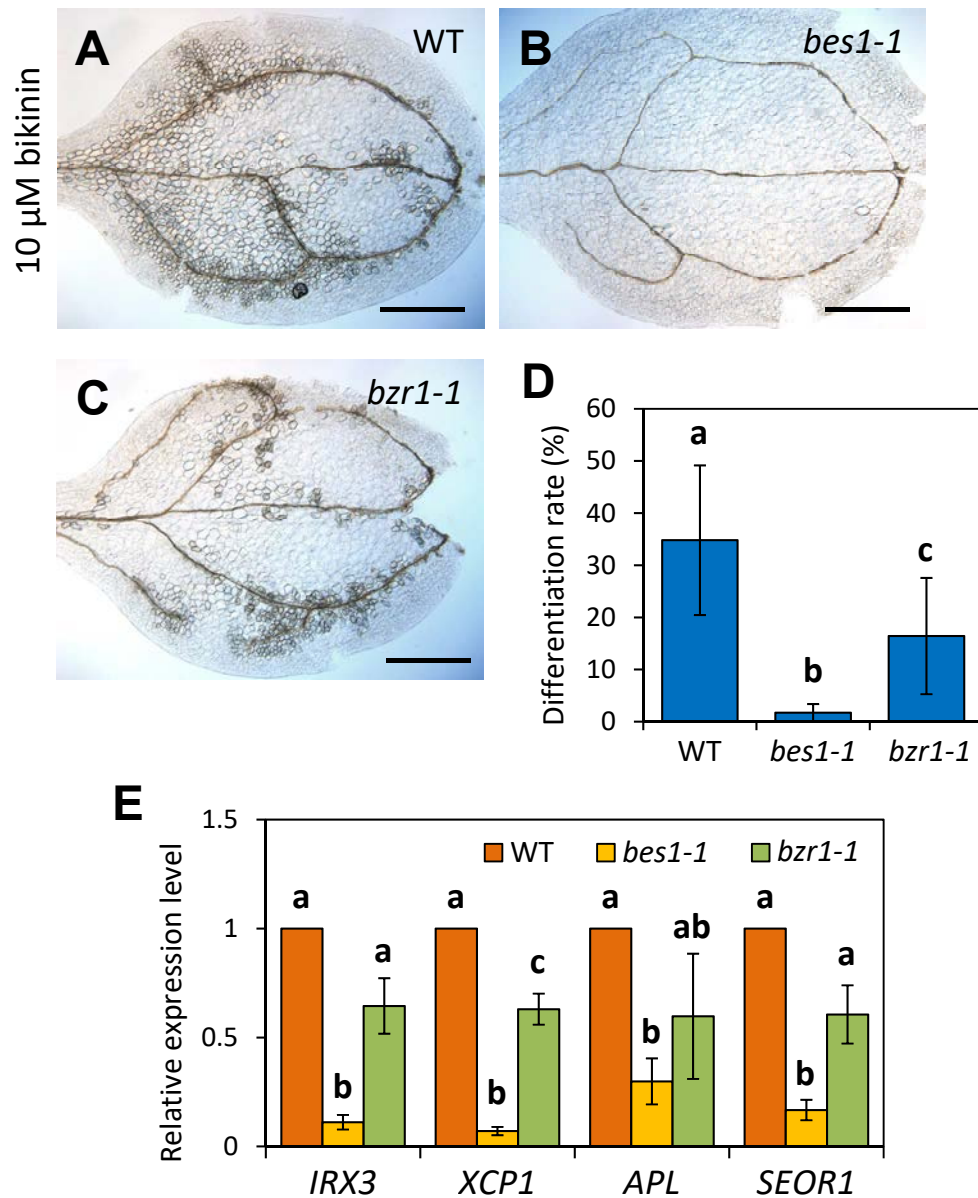 10 µM bikinin
A
WT
B
bes1-1
C
bzr1-1
D
Differentiation rate (%)
60
50
40
30
20
10
0
a
b
c
WT
bes1-1
bzr1-1
E
Relative expression level
1.5
1
0.5
0
WT
bes1-1
bzr1-1
a
b
a
a
b
c
a
b
ab
a
b
a
IRX3
XCP1
APL
SEOR1